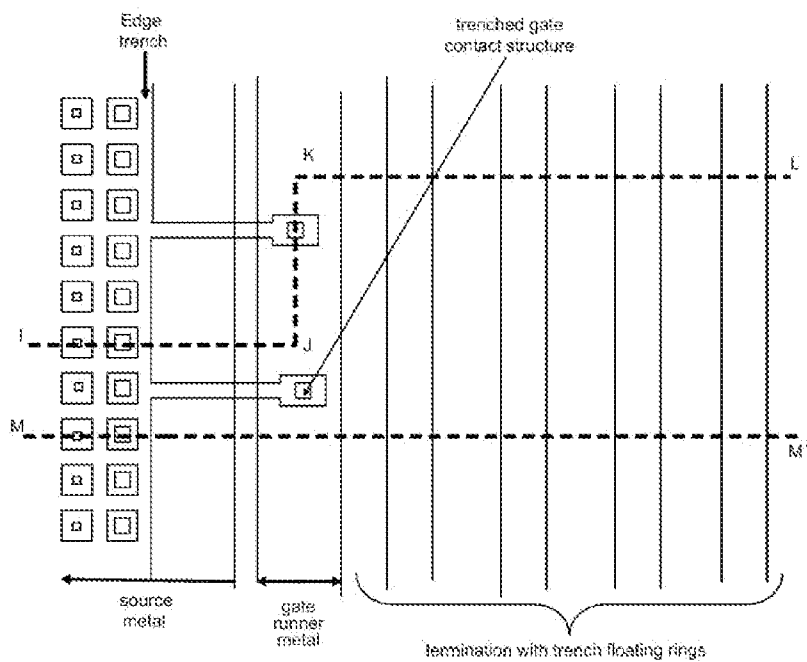 Edge
trench
trenched gate
contact structure
K
L
I
J
M
M'
source
metal
gate
runner
metal
termination with trench floating rings